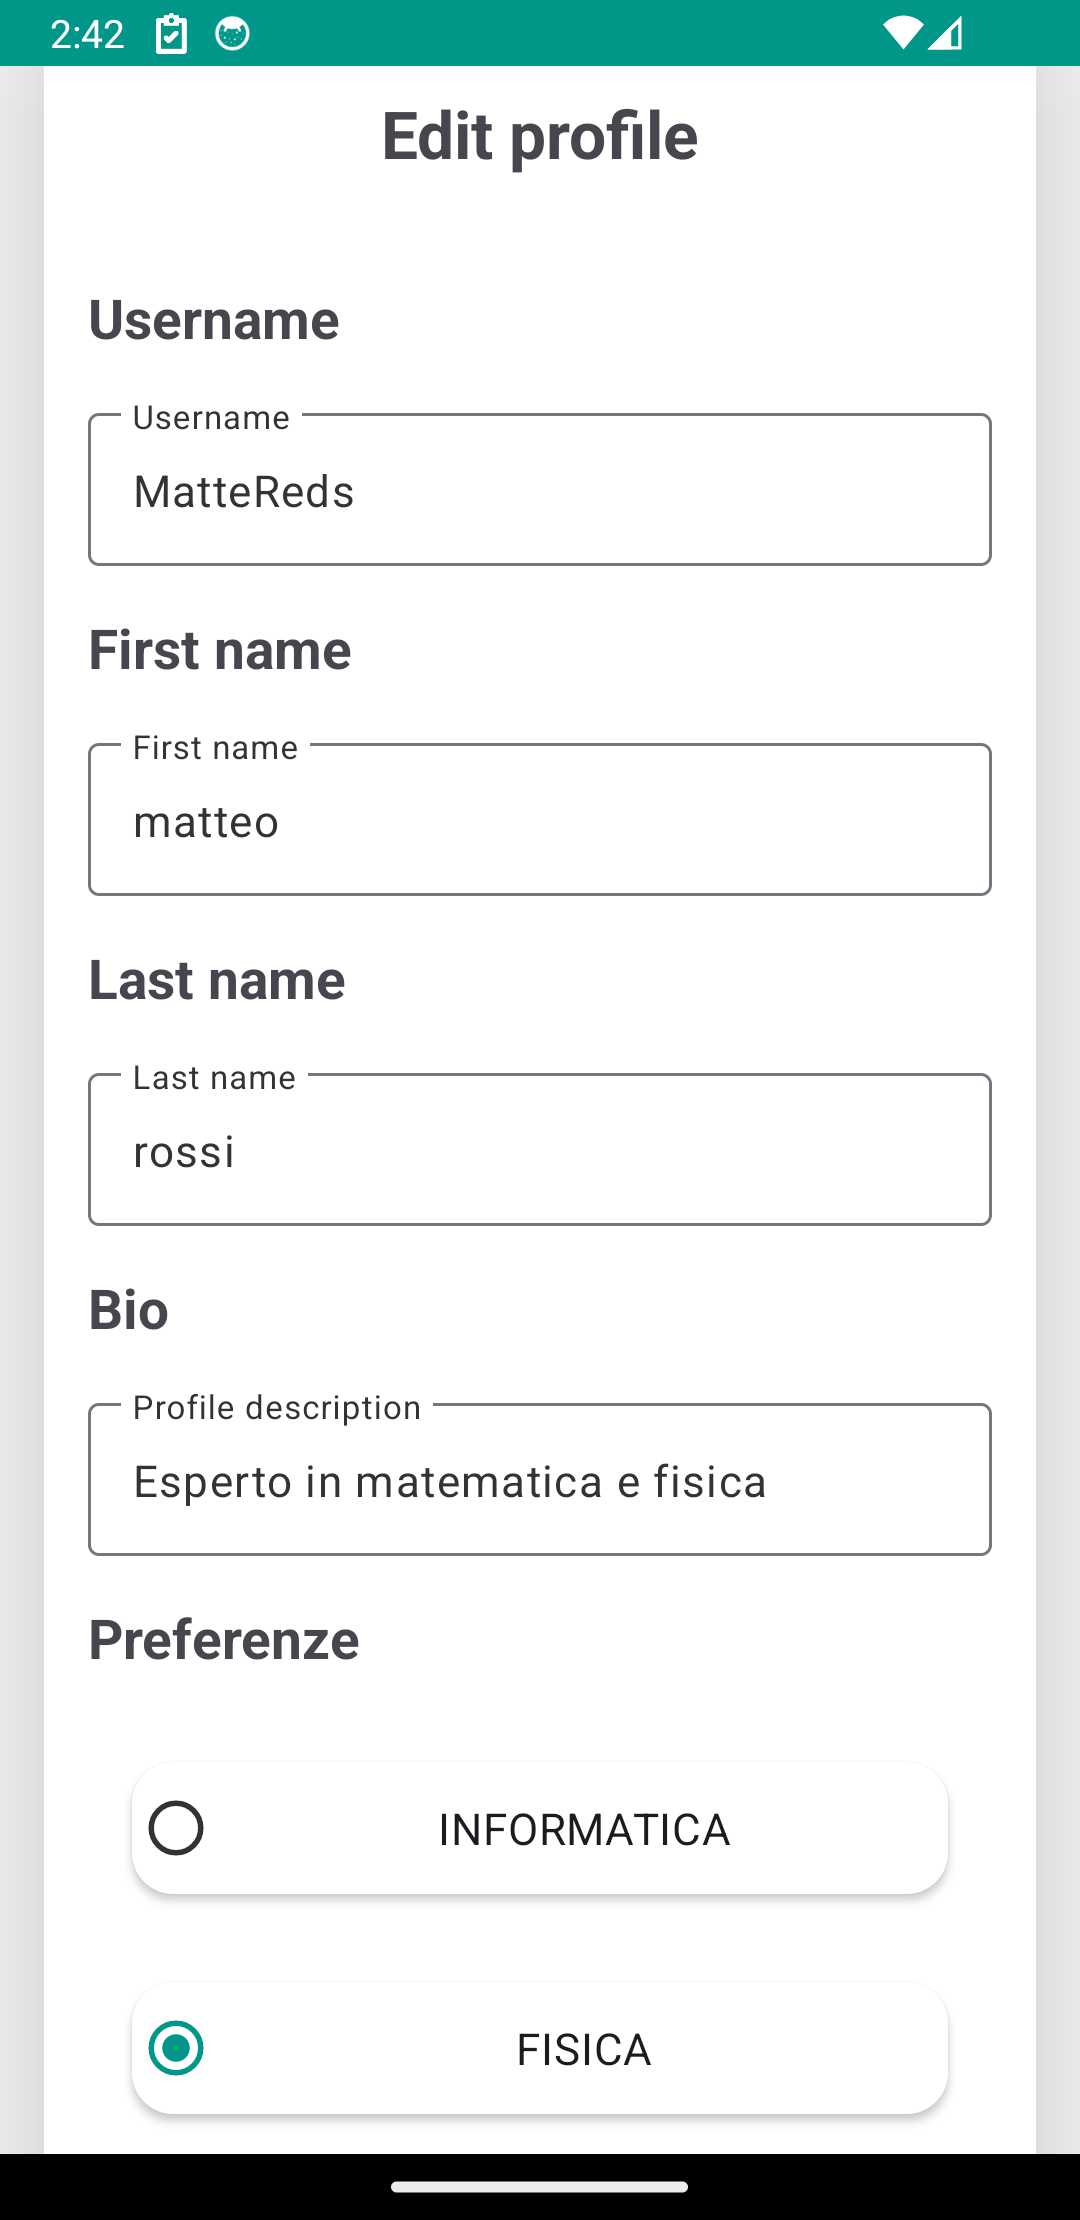 2:42
Edit profile
Username
Username
MatteReds
First name
First name
matteo
Last name
Last name
rossi
Bio
Profile description
Esperto in matematica e fisica
Preferenze
INFORMATICA
FISICA